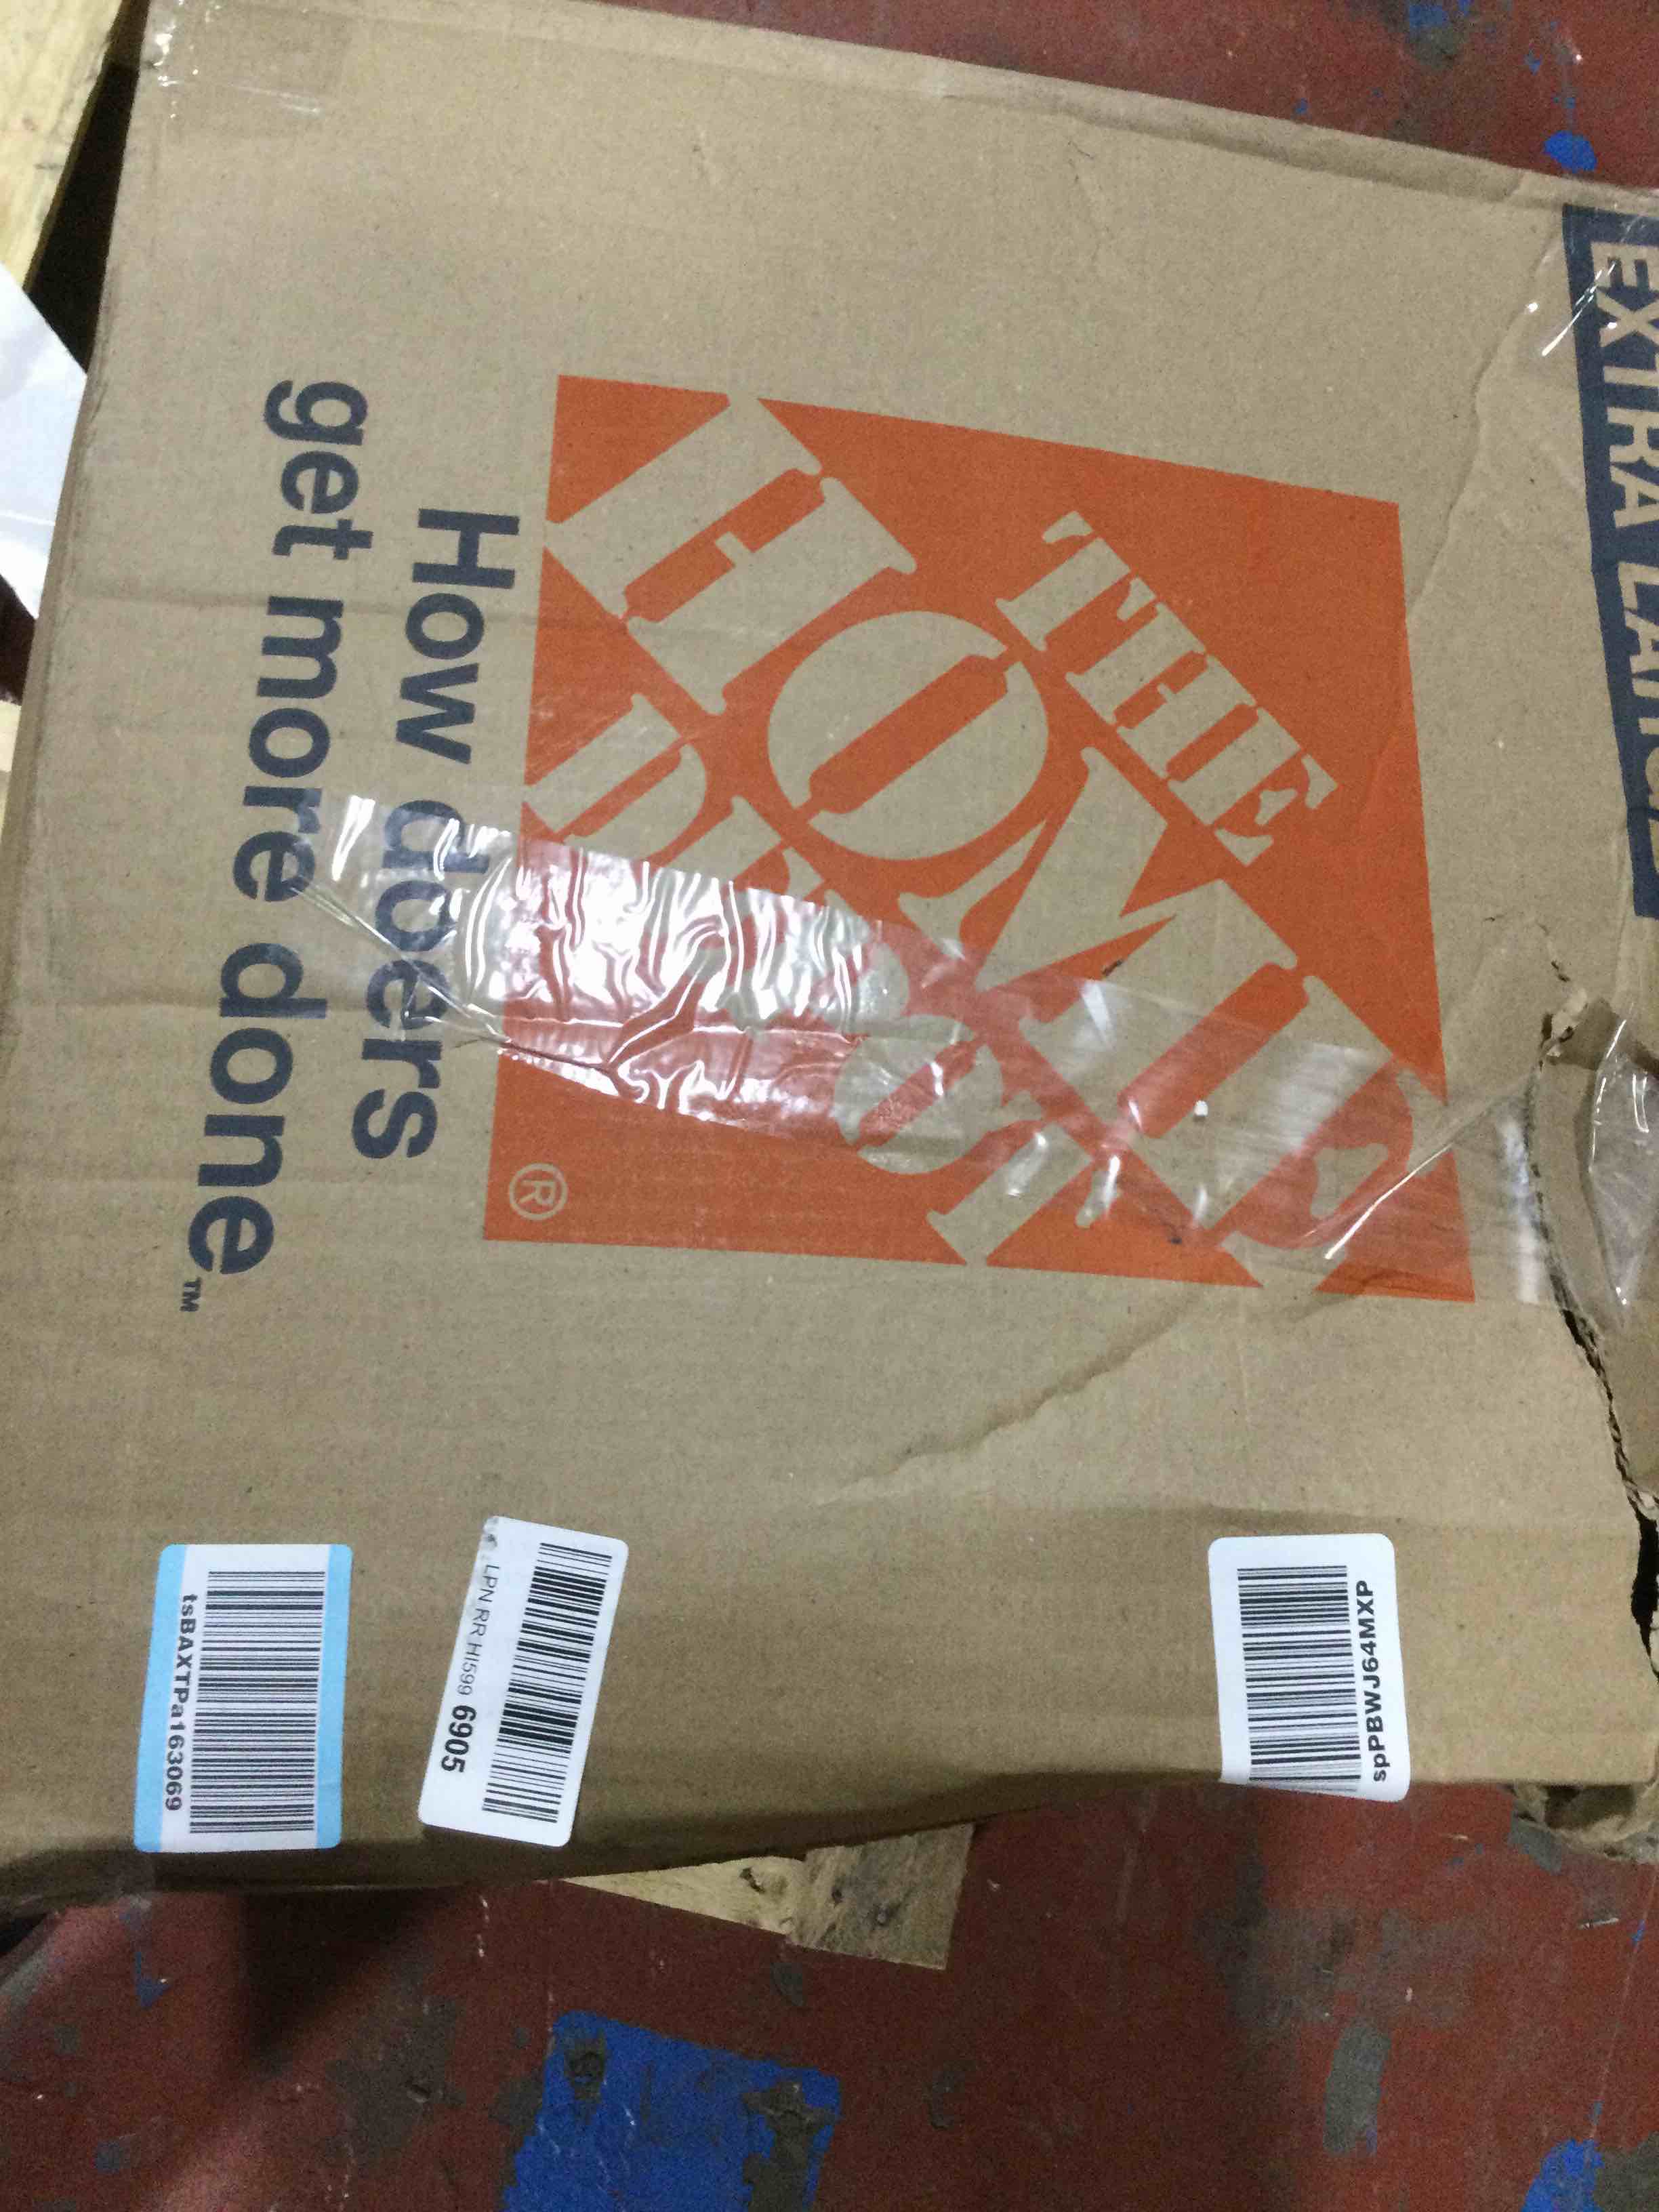 EXTRA LARGE
THE
HOME
DEPOT
®
How doers
get more done™
spPBWJ64MXP
LPN RR HI599 6905
tsBAXTPa163069